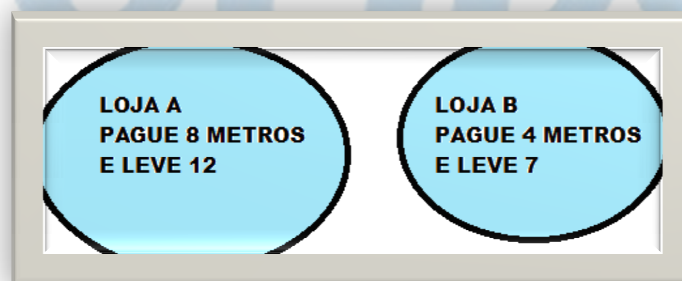 LOJA A
PAGUE 8 METROS
E LEVE 12
LOJA B
PAGUE 4 METROS
E LEVE 7